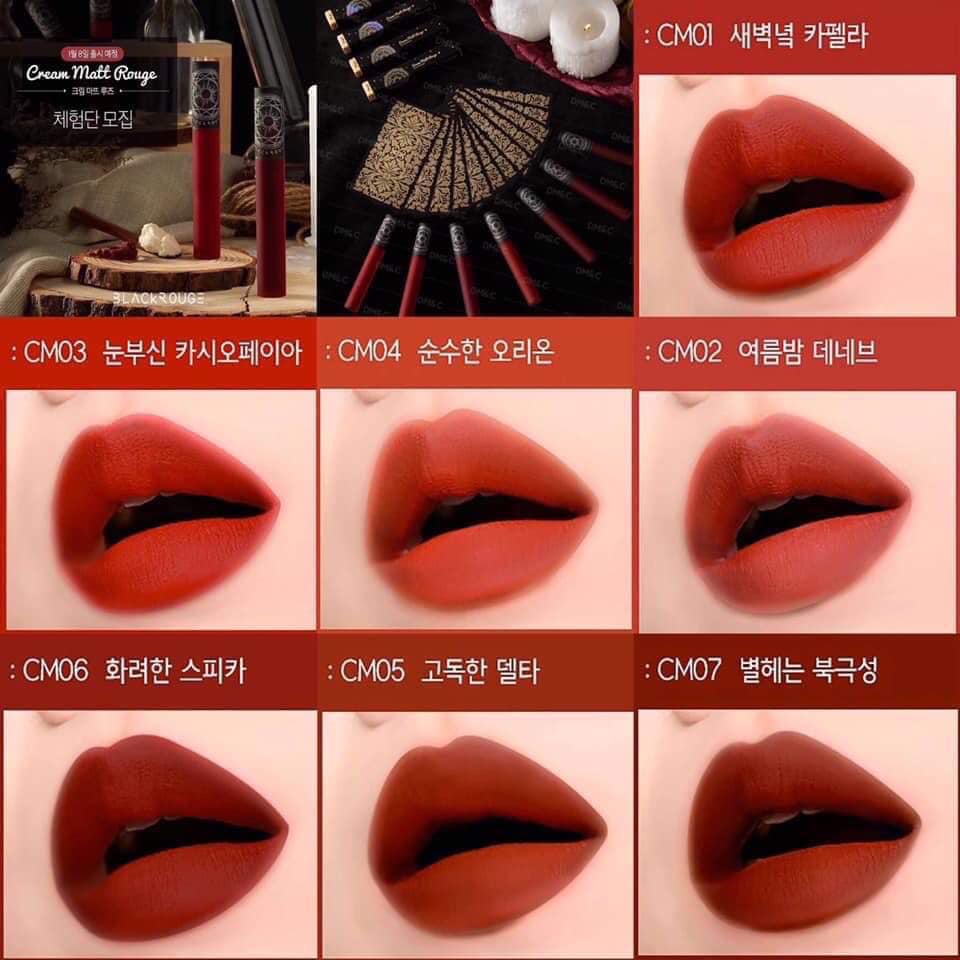 1월 8일 출시 예정
Cream Matt Rouge
크림 마트 루즈
체험단 모집
BLACKROUGE
DM&C
: CM01 새벽녘 카펠라
: CM03 눈부신 카시오페이아
: CM04 순수한 오리온
: CM02 여름밤 데네브
: CM06 화려한 스피카
: CM05 고독한 델타
: CM07 별헤는 북극성